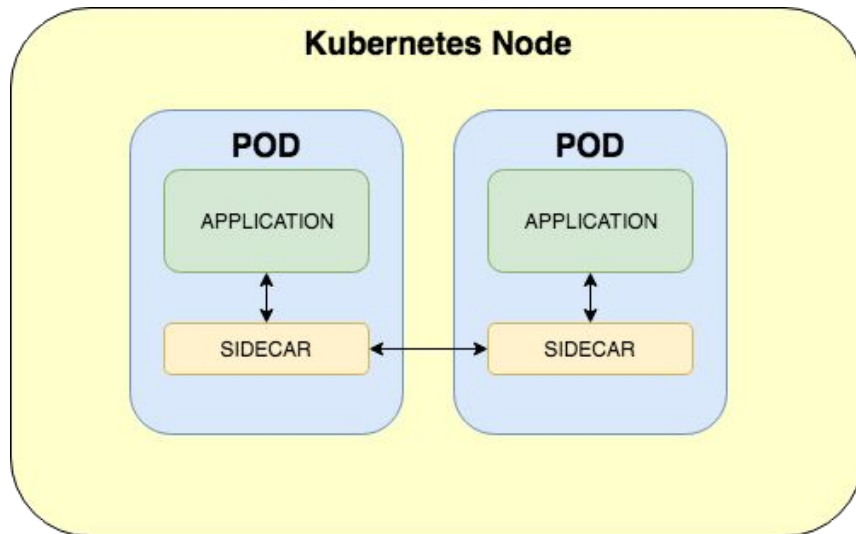 Kubernetes Node
POD
APPLICATION
SIDECAR
POD
APPLICATION
SIDECAR